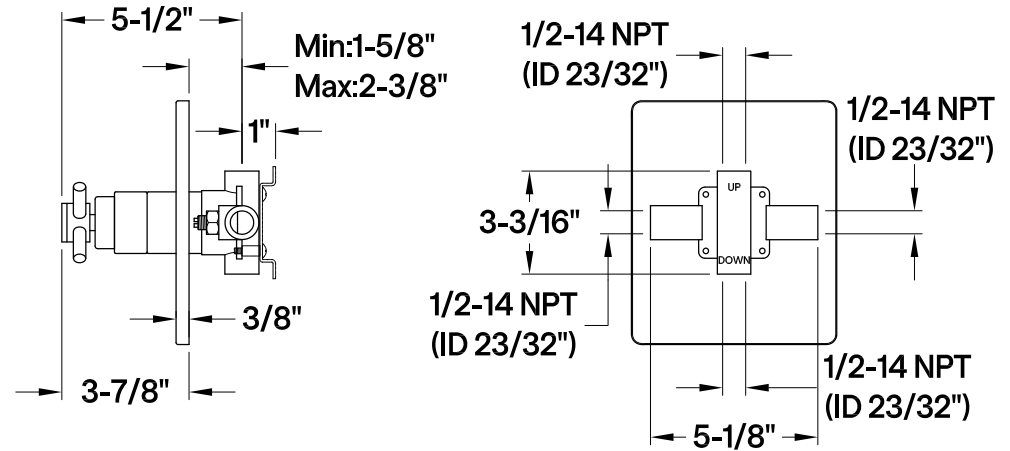 5-1/2"
Min:1-5/8"
Max:2-3/8"
1"
3/8"
3-7/8"
1/2-14 NPT
(ID 23/32")
1/2-14 NPT
(ID 23/32")
UP
3-3/16"
DOWN
1/2-14 NPT
(ID 23/32")
1/2-14 NPT
(ID 23/32")
5-1/8"